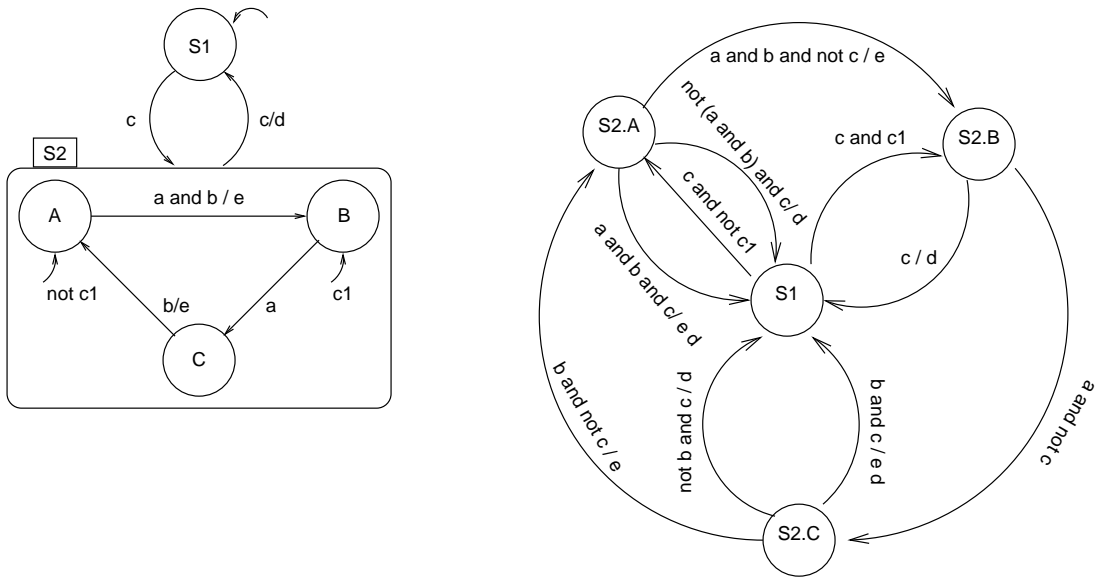 S1
c
c/d
S2
A
a and b / e
B
not c1
b/e
a
c1
C
a and b and not c / e
S2.A
not (a and b) and c/ d
c and c1
S2.B
c and not c1
a and b and c/ e d
c / d
S1
b and not c / e
not b and c / d
b and c / e d
a and not c
S2.C